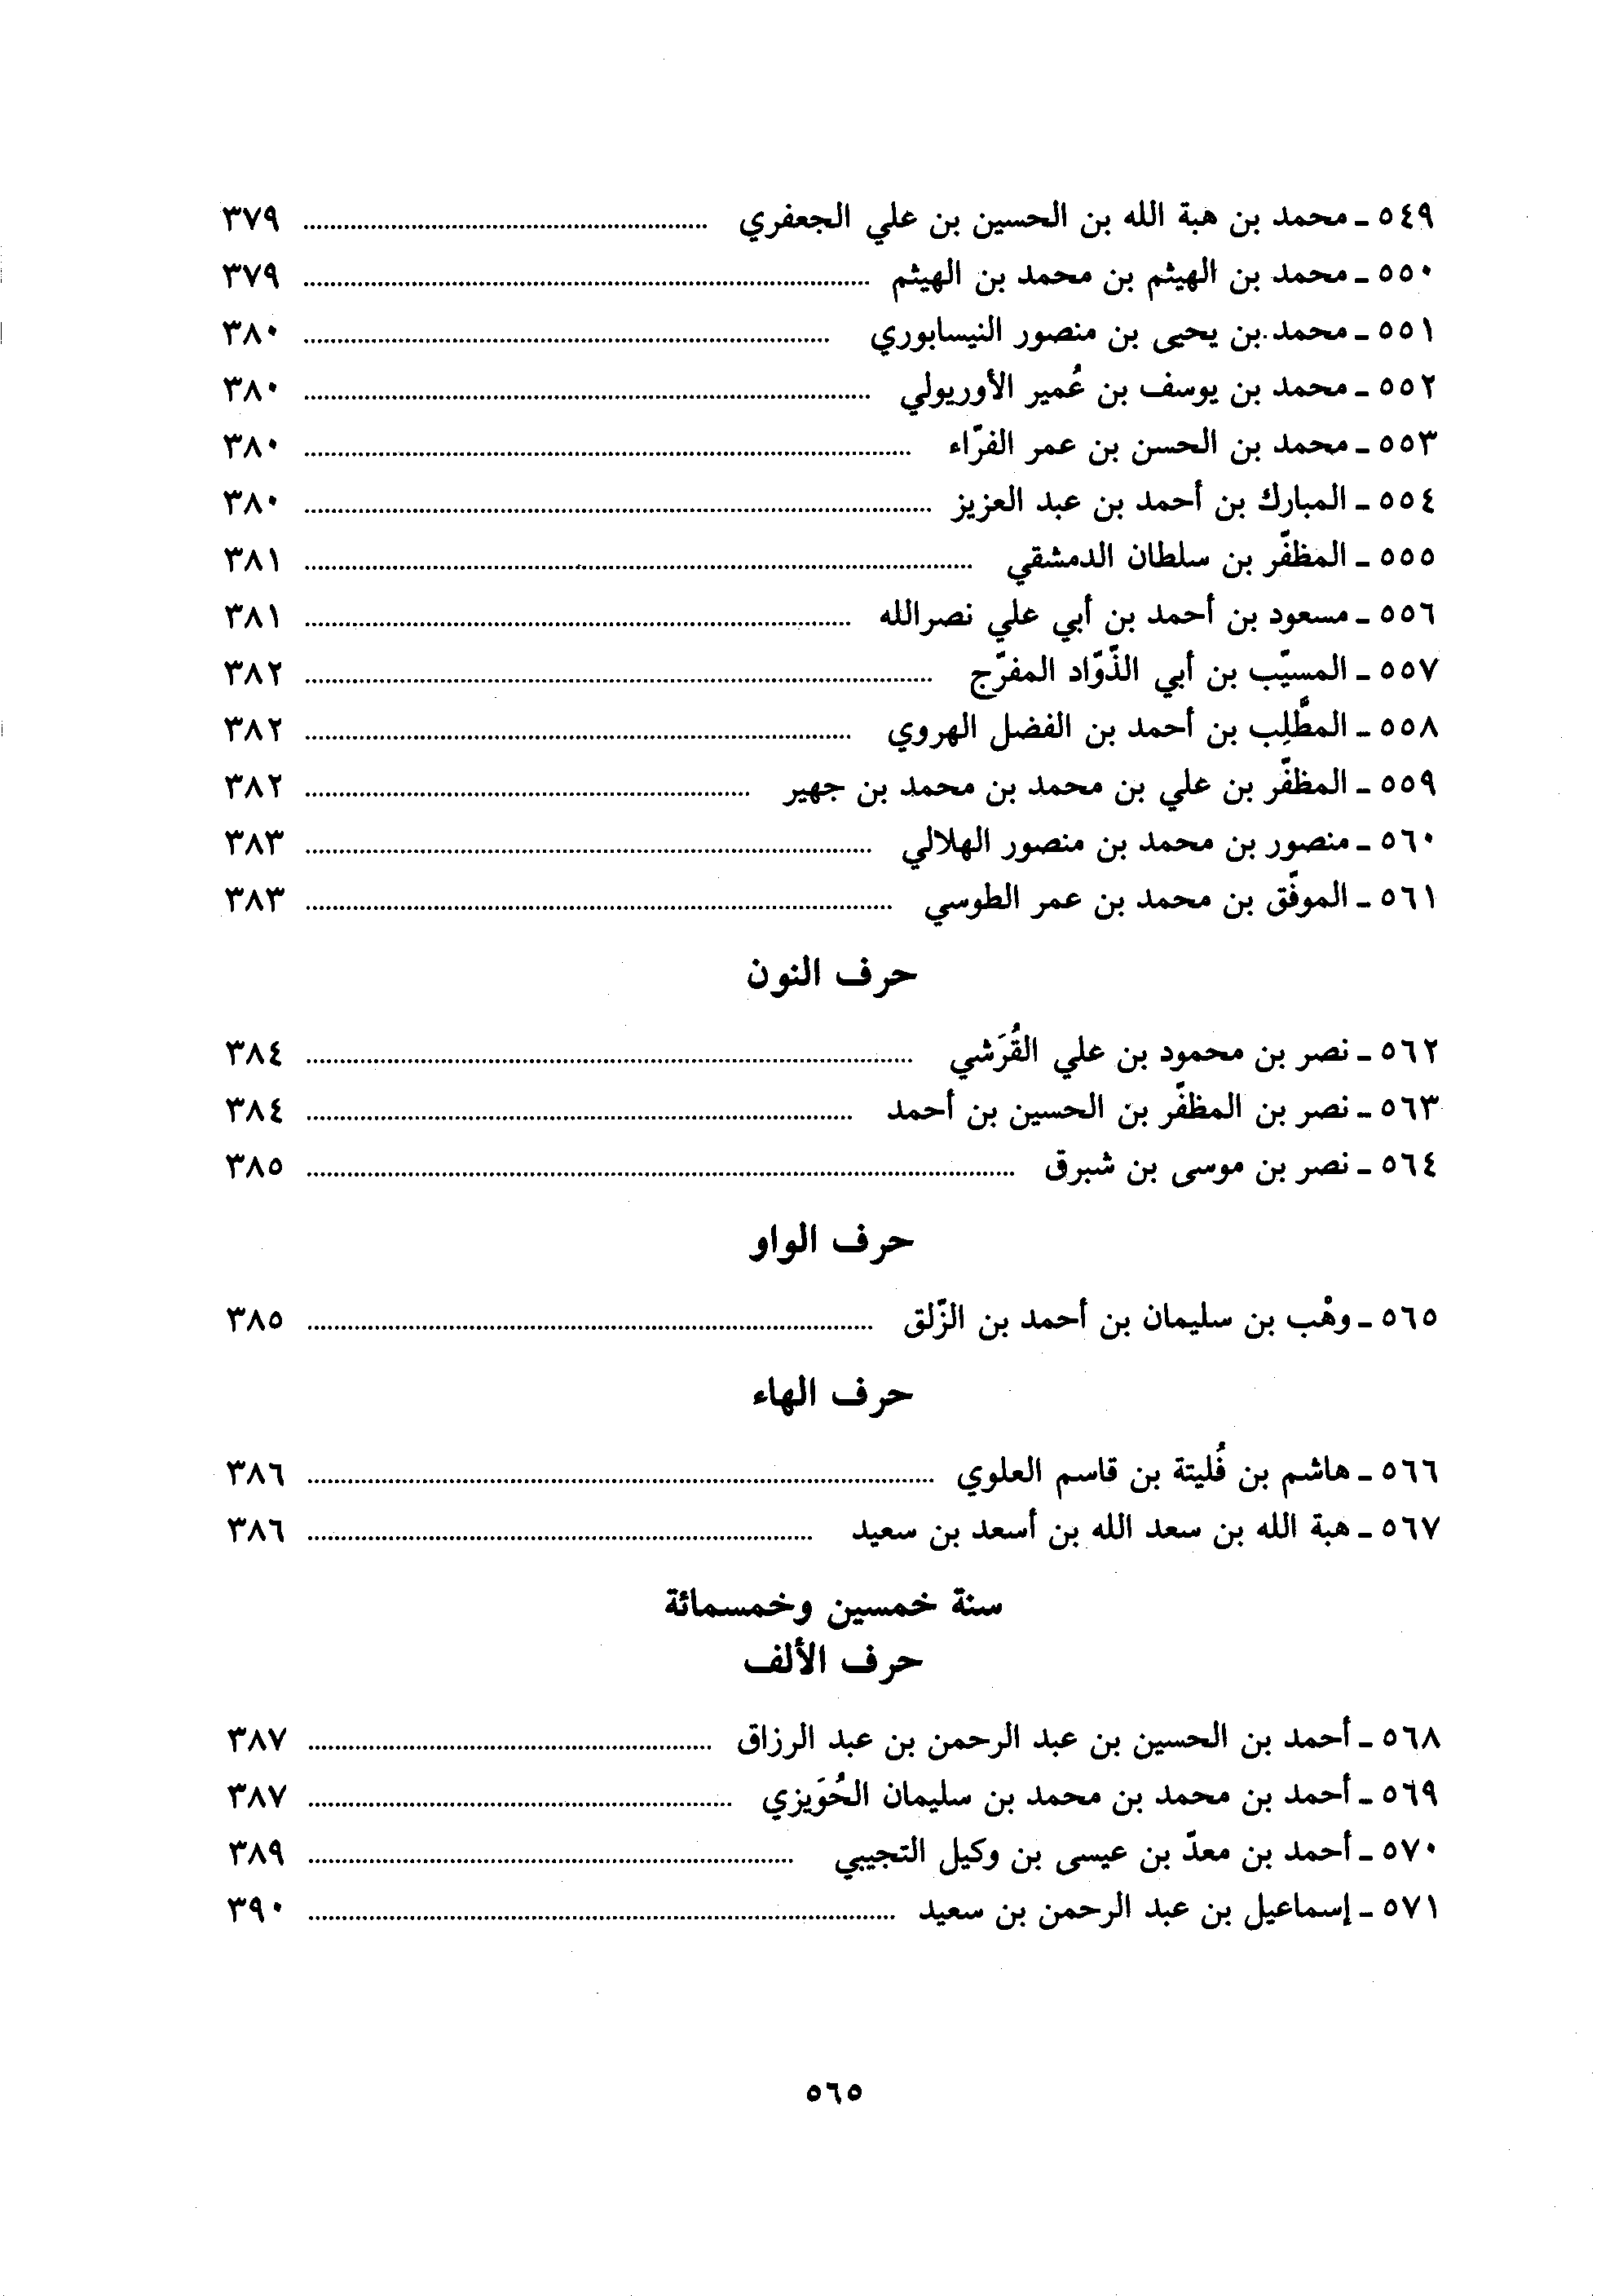 ٥٤٩ ـ محمد بن هبة الله بن الحسين بن علي الجعفري ........ ٣٧٩
٥٥٠ ـ محمد بن الهيثم بن محمد بن الهيثم ........ ٣٧٩
٥٥١ ـ محمد بن يحيى بن منصور النيسابوري ........ ٣٨٠
٥٥٢ ـ محمد بن يوسف بن عُمير الأوريولي ........ ٣٨٠
٥٥٣ ـ محمد بن الحسن بن عمر الفرّاء ........ ٣٨٠
٥٥٤ ـ المبارك بن أحمد بن عبد العزيز ........ ٣٨٠
٥٥٥ ـ المظفّر بن سلطان الدمشقي ........ ٣٨١
٥٥٦ ـ مسعود بن أحمد بن أبي علي نصرالله ........ ٣٨١
٥٥٧ ـ المسيّب بن أبي الذّوّاد المفرّج ........ ٣٨٢
٥٥٨ ـ المطَّلِب بن أحمد بن الفضل الهروي ........ ٣٨٢
٥٥٩ ـ المظفّر بن علي بن محمد بن محمد بن جهير ........ ٣٨٢
٥٦٠ ـ منصور بن محمد بن منصور الهلالي ........ ٣٨٣
٥٦١ ـ الموفّق بن محمد بن عمر الطوسي ........ ٣٨٣
حرف النون
٥٦٢ ـ نصر بن محمود بن علي القُرَشي ........ ٣٨٤
٥٦٣ ـ نصر بن المظفّر بن الحسين بن أحمد ........ ٣٨٤
٥٦٤ ـ نصر بن موسى بن شبرق ........ ٣٨٥
حرف الواو
٥٦٥ ـ وهْب بن سليمان بن أحمد بن الزّلق ........ ٣٨٥
حرف الهاء
٥٦٦ ـ هاشم بن فُليتة بن قاسم العلوي ........ ٣٨٦
٥٦٧ ـ هبة الله بن سعد الله بن أسعد بن سعيد ........ ٣٨٦
سنة خمسين وخمسمائة
حرف الألف
٥٦٨ ـ أحمد بن الحسين بن عبد الرحمن بن عبد الرزاق ........ ٣٨٧
٥٦٩ ـ أحمد بن محمد بن محمد بن سليمان الحُوَيزي ........ ٣٨٧
٥٧٠ ـ أحمد بن معدّ بن عيسى بن وكيل التجيبي ........ ٣٨٩
٥٧١ ـ إسماعيل بن عبد الرحمن بن سعيد ........ ٣٩٠
٥٦٥